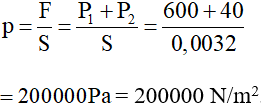 p = F/S = (P₁ + P₂)/S = (600 + 40)/0,0032
= 200000Pa = 200000 N/m²